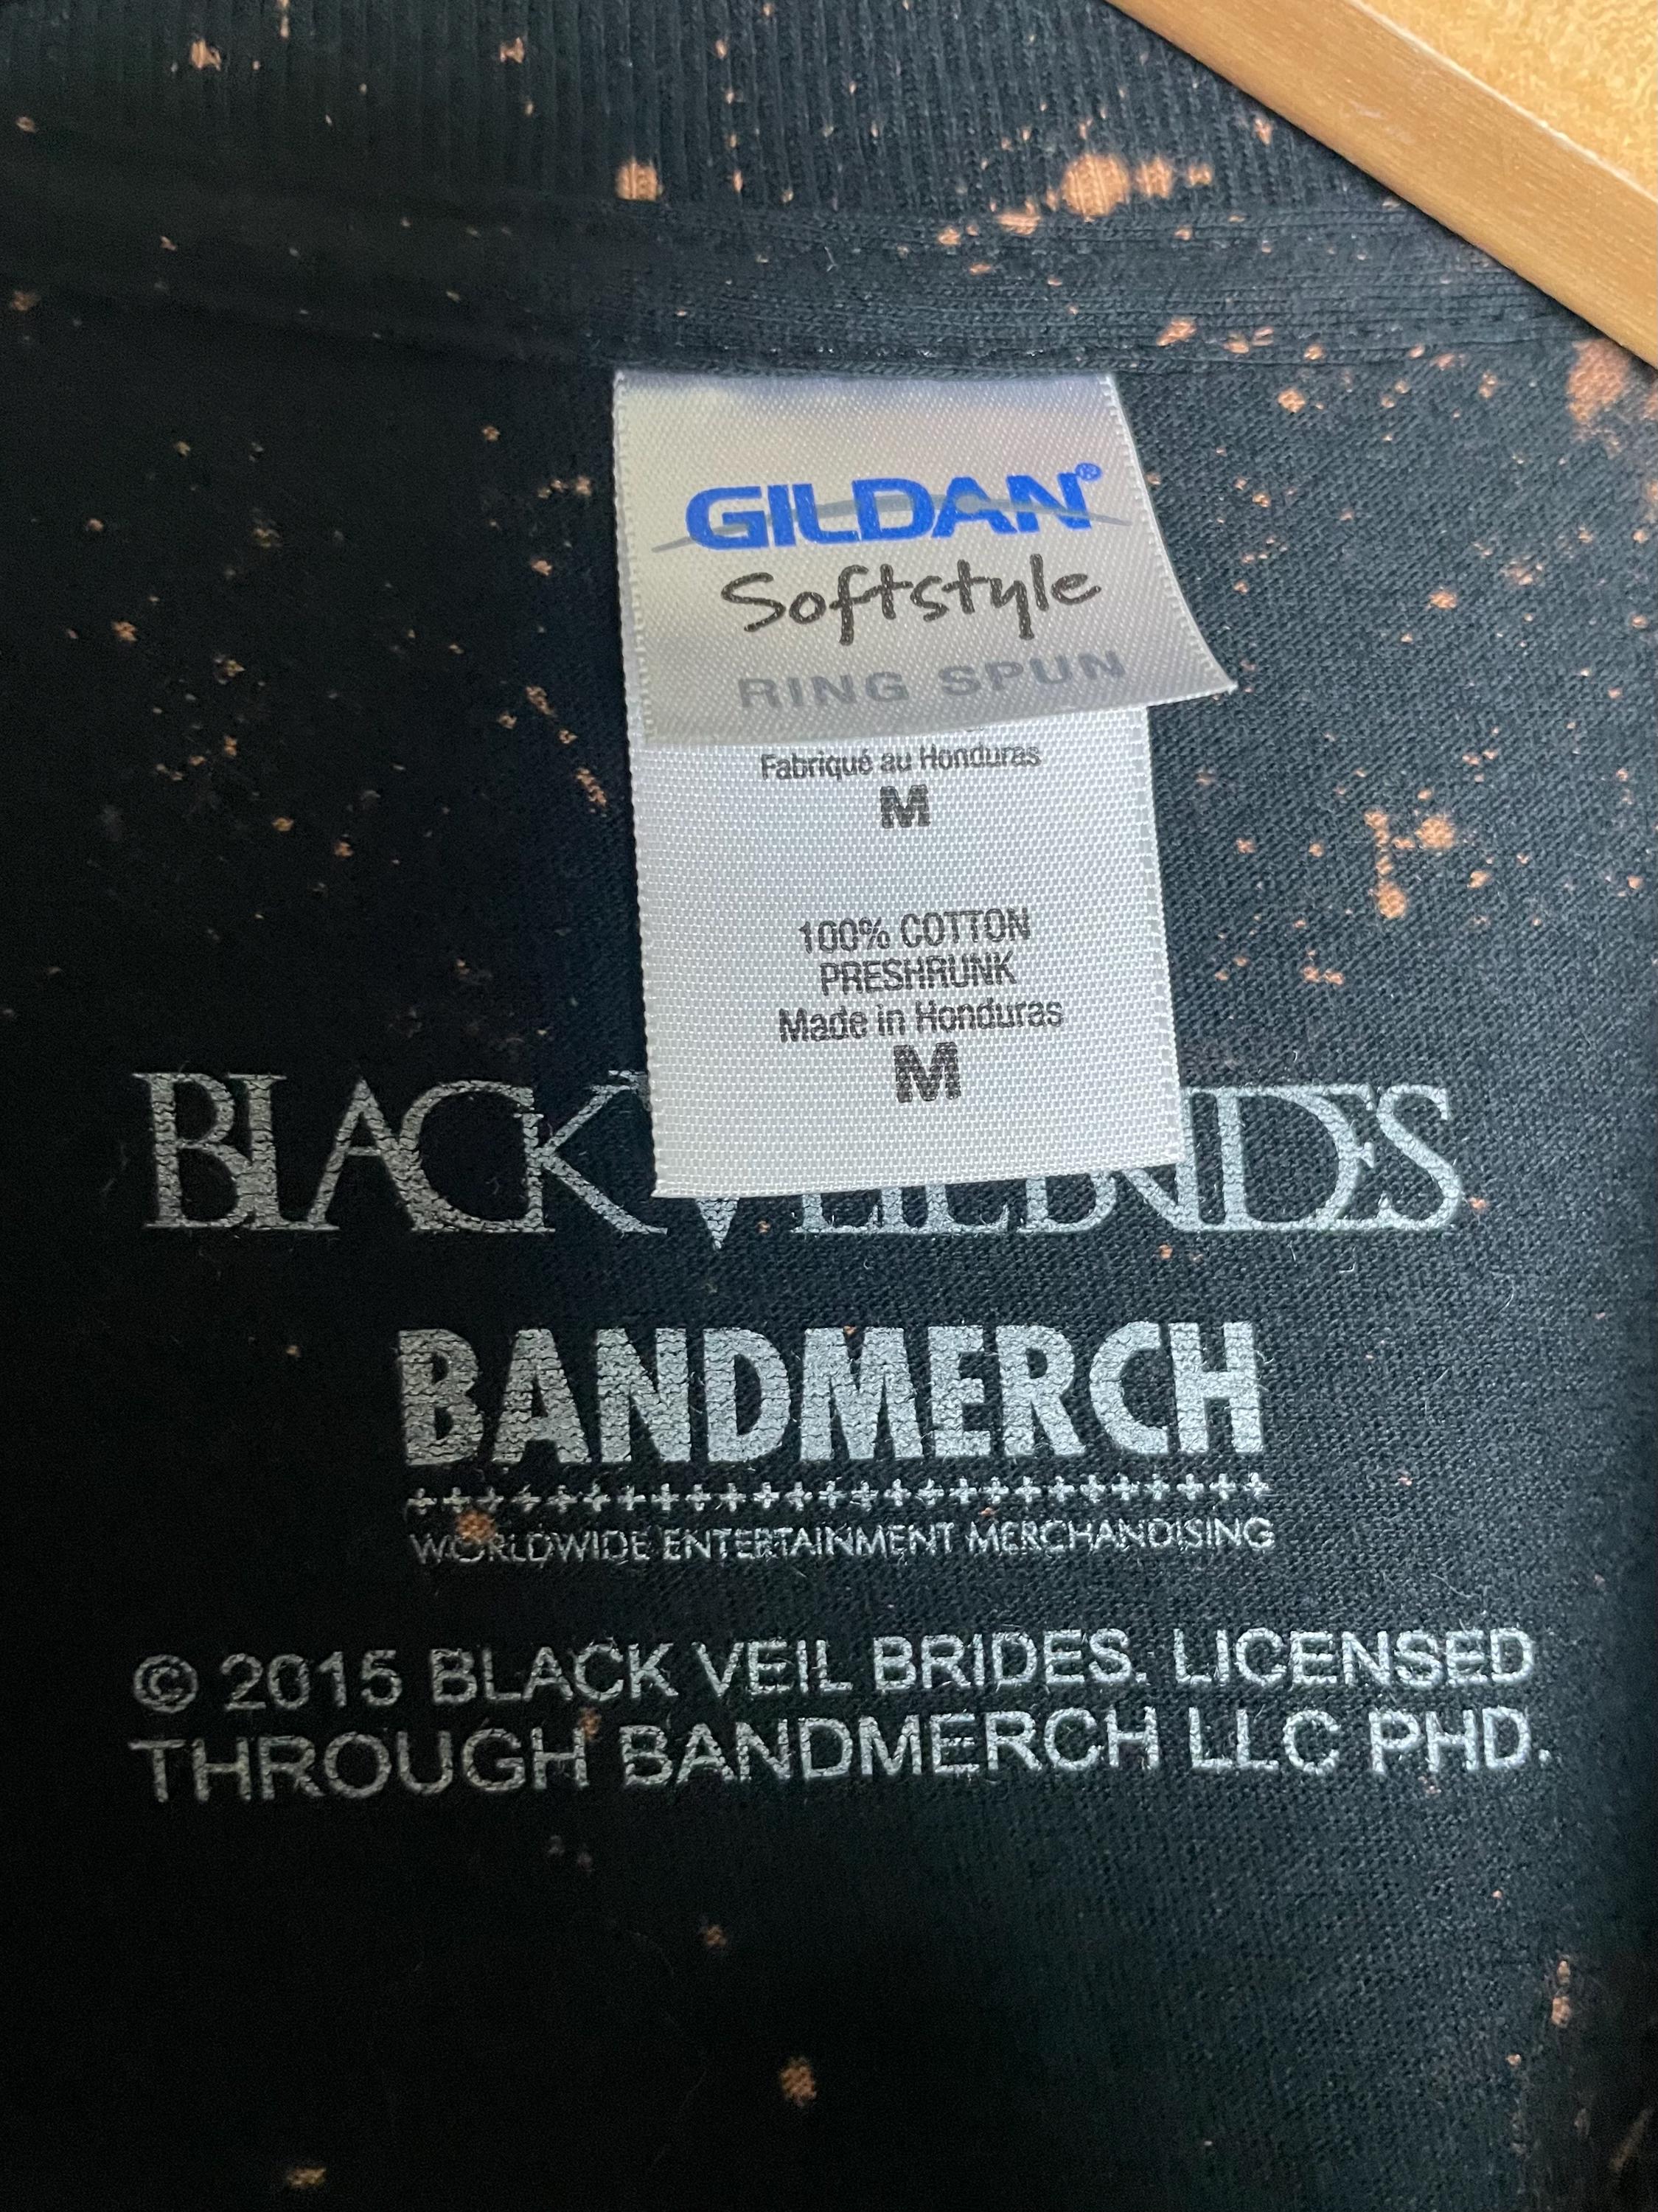 GILDAN®
Softstyle
RING SPUN
Fabriqué au Honduras
M
100% COTTON
PRESHRUNK
Made in Honduras
M
BLACK VEIL BRIDES
BANDMERCH
++++++++++++++++++++++++++
WORLDWIDE ENTERTAINMENT MERCHANDISING
© 2015 BLACK VEIL BRIDES. LICENSED
THROUGH BANDMERCH LLC PHD.